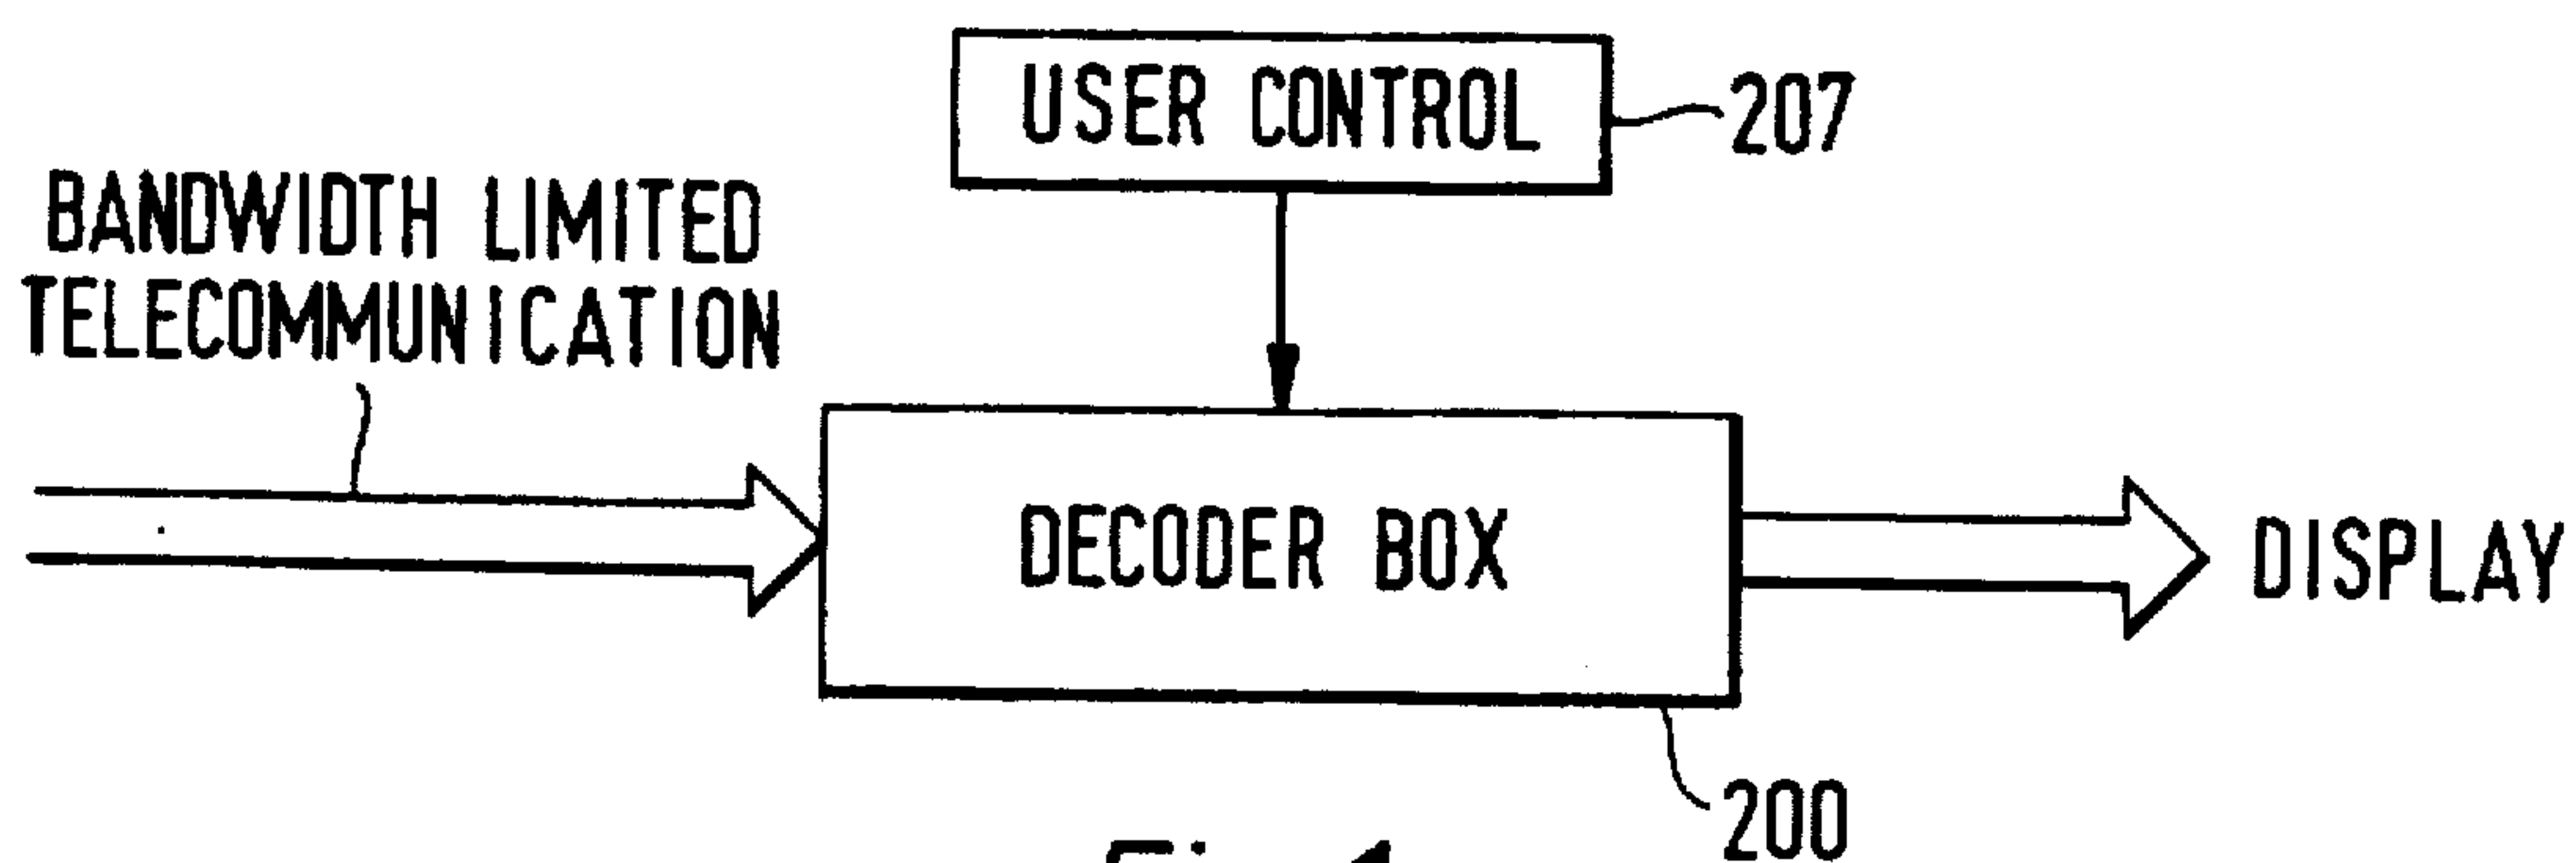 USER CONTROL
207
BANDWIDTH LIMITED
TELECOMMUNICATION
DECODER BOX
DISPLAY
200